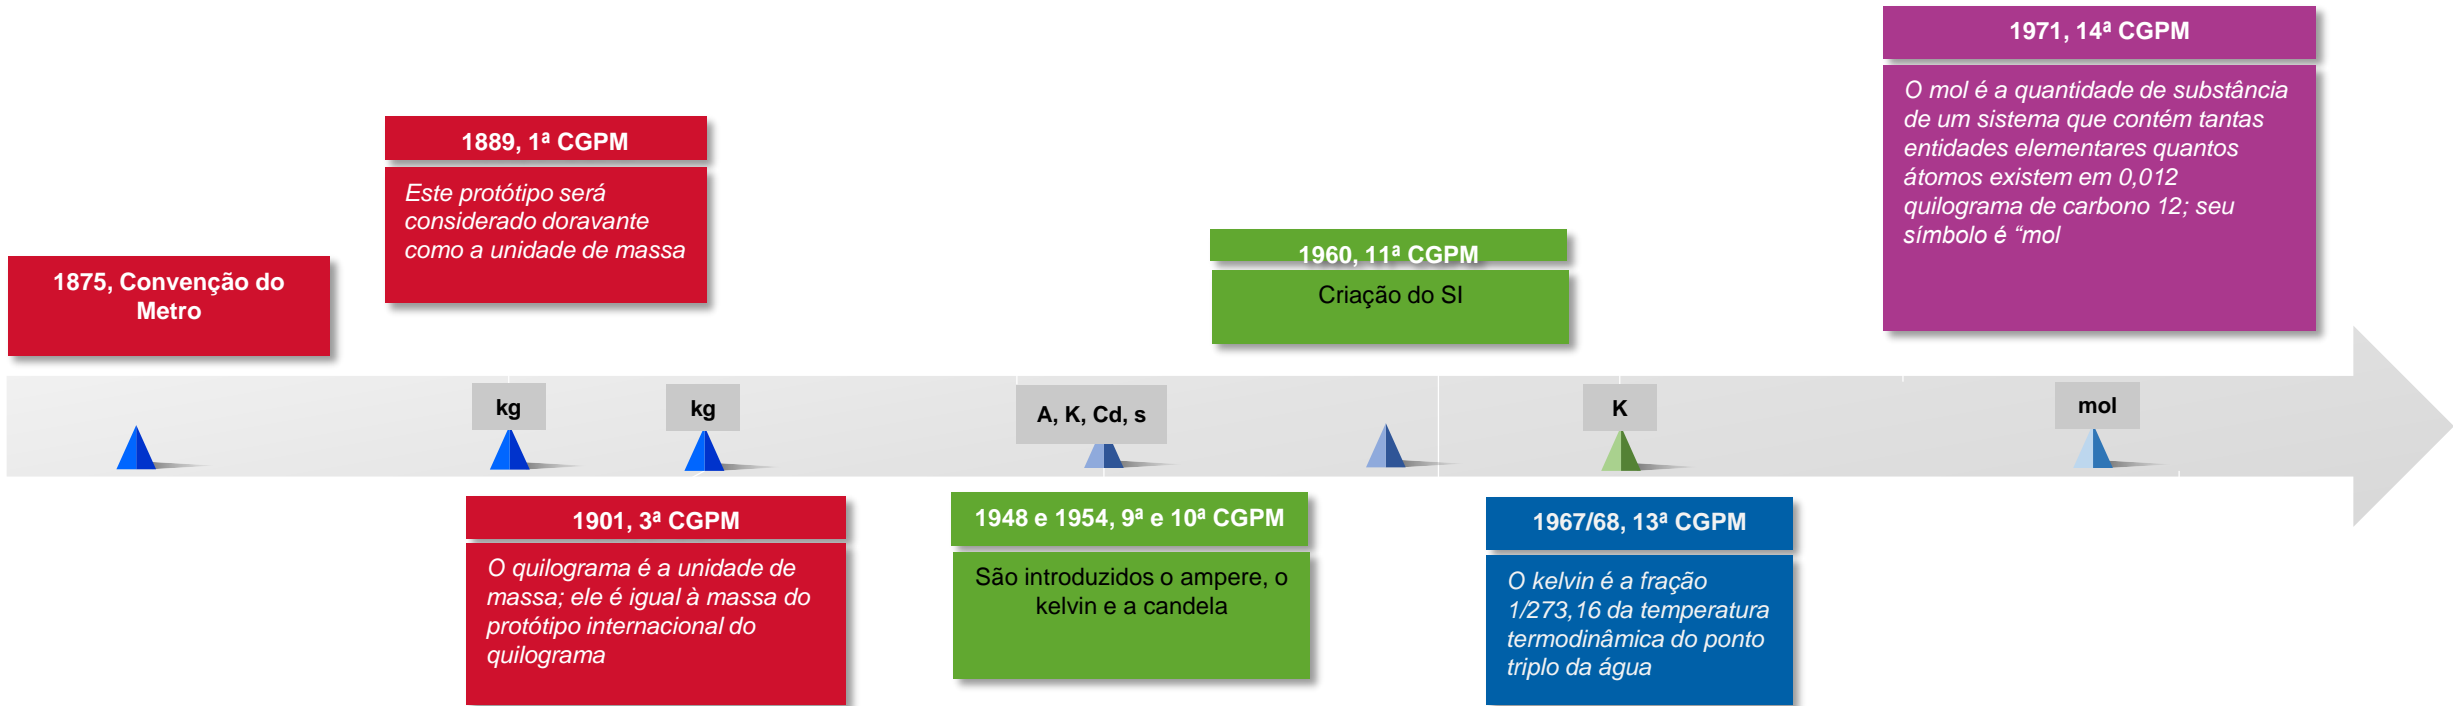 1875, Convenção do
Metro
1889, 1ª CGPM
Este protótipo será
considerado doravante
como a unidade de massa
1960, 11ª CGPM
Criação do SI
1971, 14ª CGPM
O mol é a quantidade de substância
de um sistema que contém tantas
entidades elementares quantos
átomos existem em 0,012
quilograma de carbono 12; seu
símbolo é “mol
kg
kg
A, K, Cd, s
K
mol
1901, 3ª CGPM
O quilograma é a unidade de
massa; ele é igual à massa do
protótipo internacional do
quilograma
1948 e 1954, 9ª e 10ª CGPM
São introduzidos o ampere, o
kelvin e a candela
1967/68, 13ª CGPM
O kelvin é a fração
1/273,16 da temperatura
termodinâmica do ponto
triplo da água